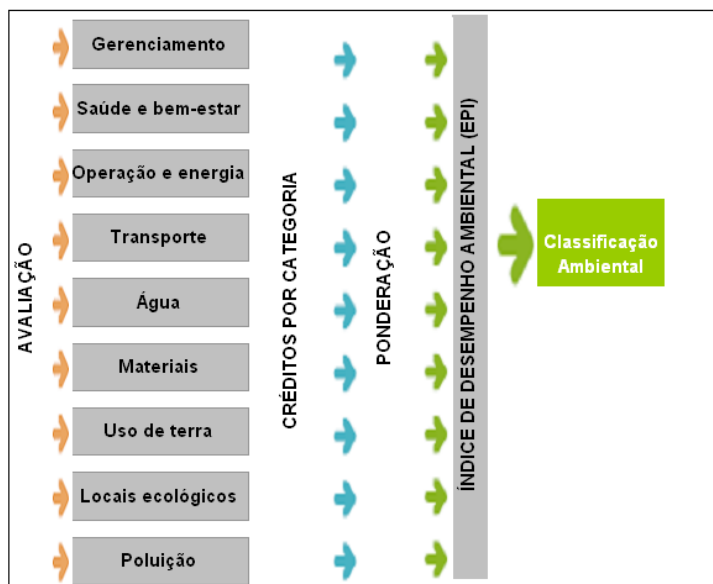 AVALIAÇÃO
Gerenciamento
Saúde e bem-estar
Operação e energia
Transporte
Água
Materiais
Uso de terra
Locais ecológicos
Poluição
CRÉDITOS POR CATEGORIA
PONDERAÇÃO
ÍNDICE DE DESEMPENHO AMBIENTAL (EPI)
Classificação
Ambiental